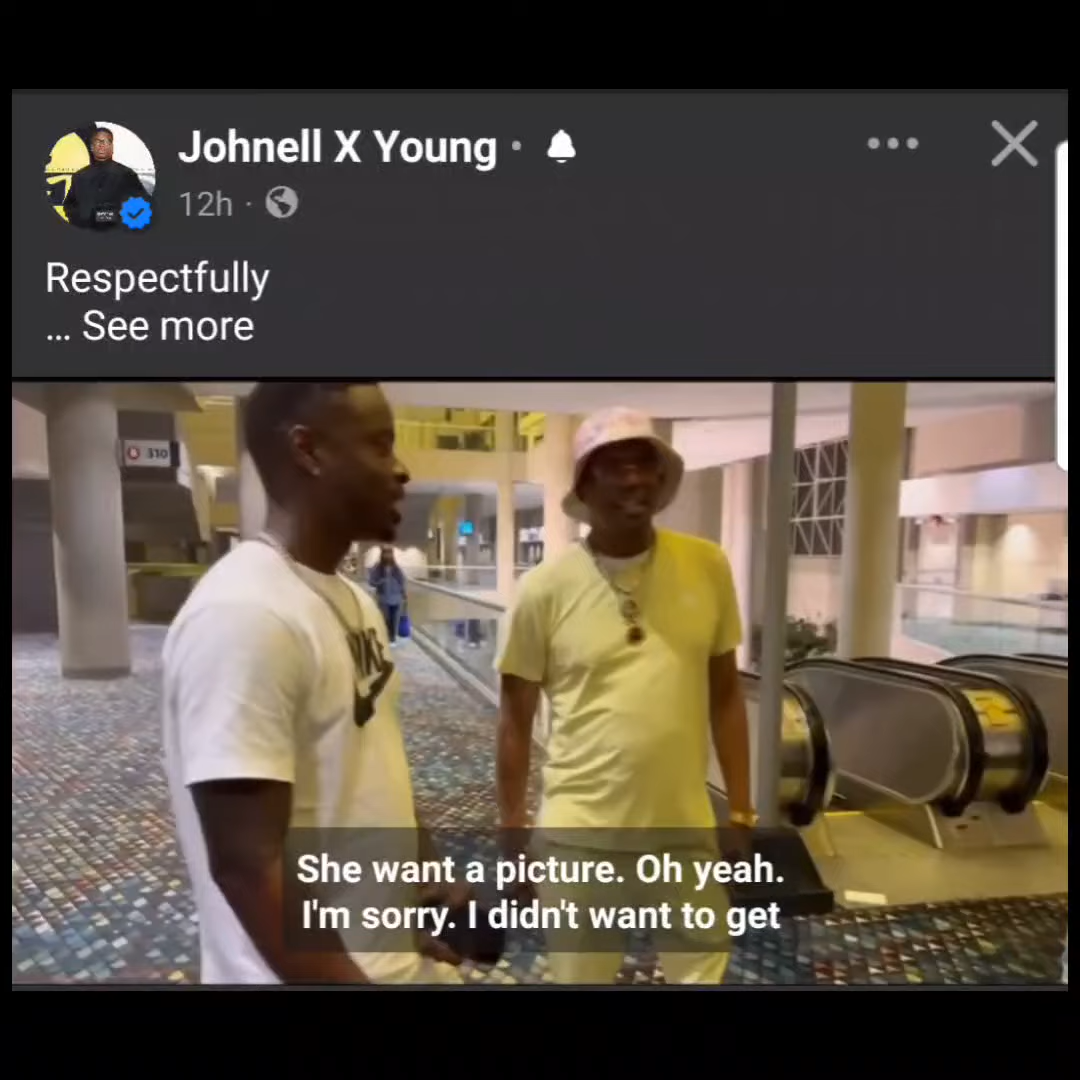 Johnell X Young
12h
Respectfully
... See more
310
She want a picture. Oh yeah.
I'm sorry. I didn't want to get